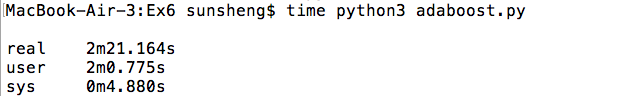 MacBook-Air-3:Ex6 sunsheng$ time python3 adaboost.py
real 2m21.164s
user 2m0.775s
sys 0m4.880s